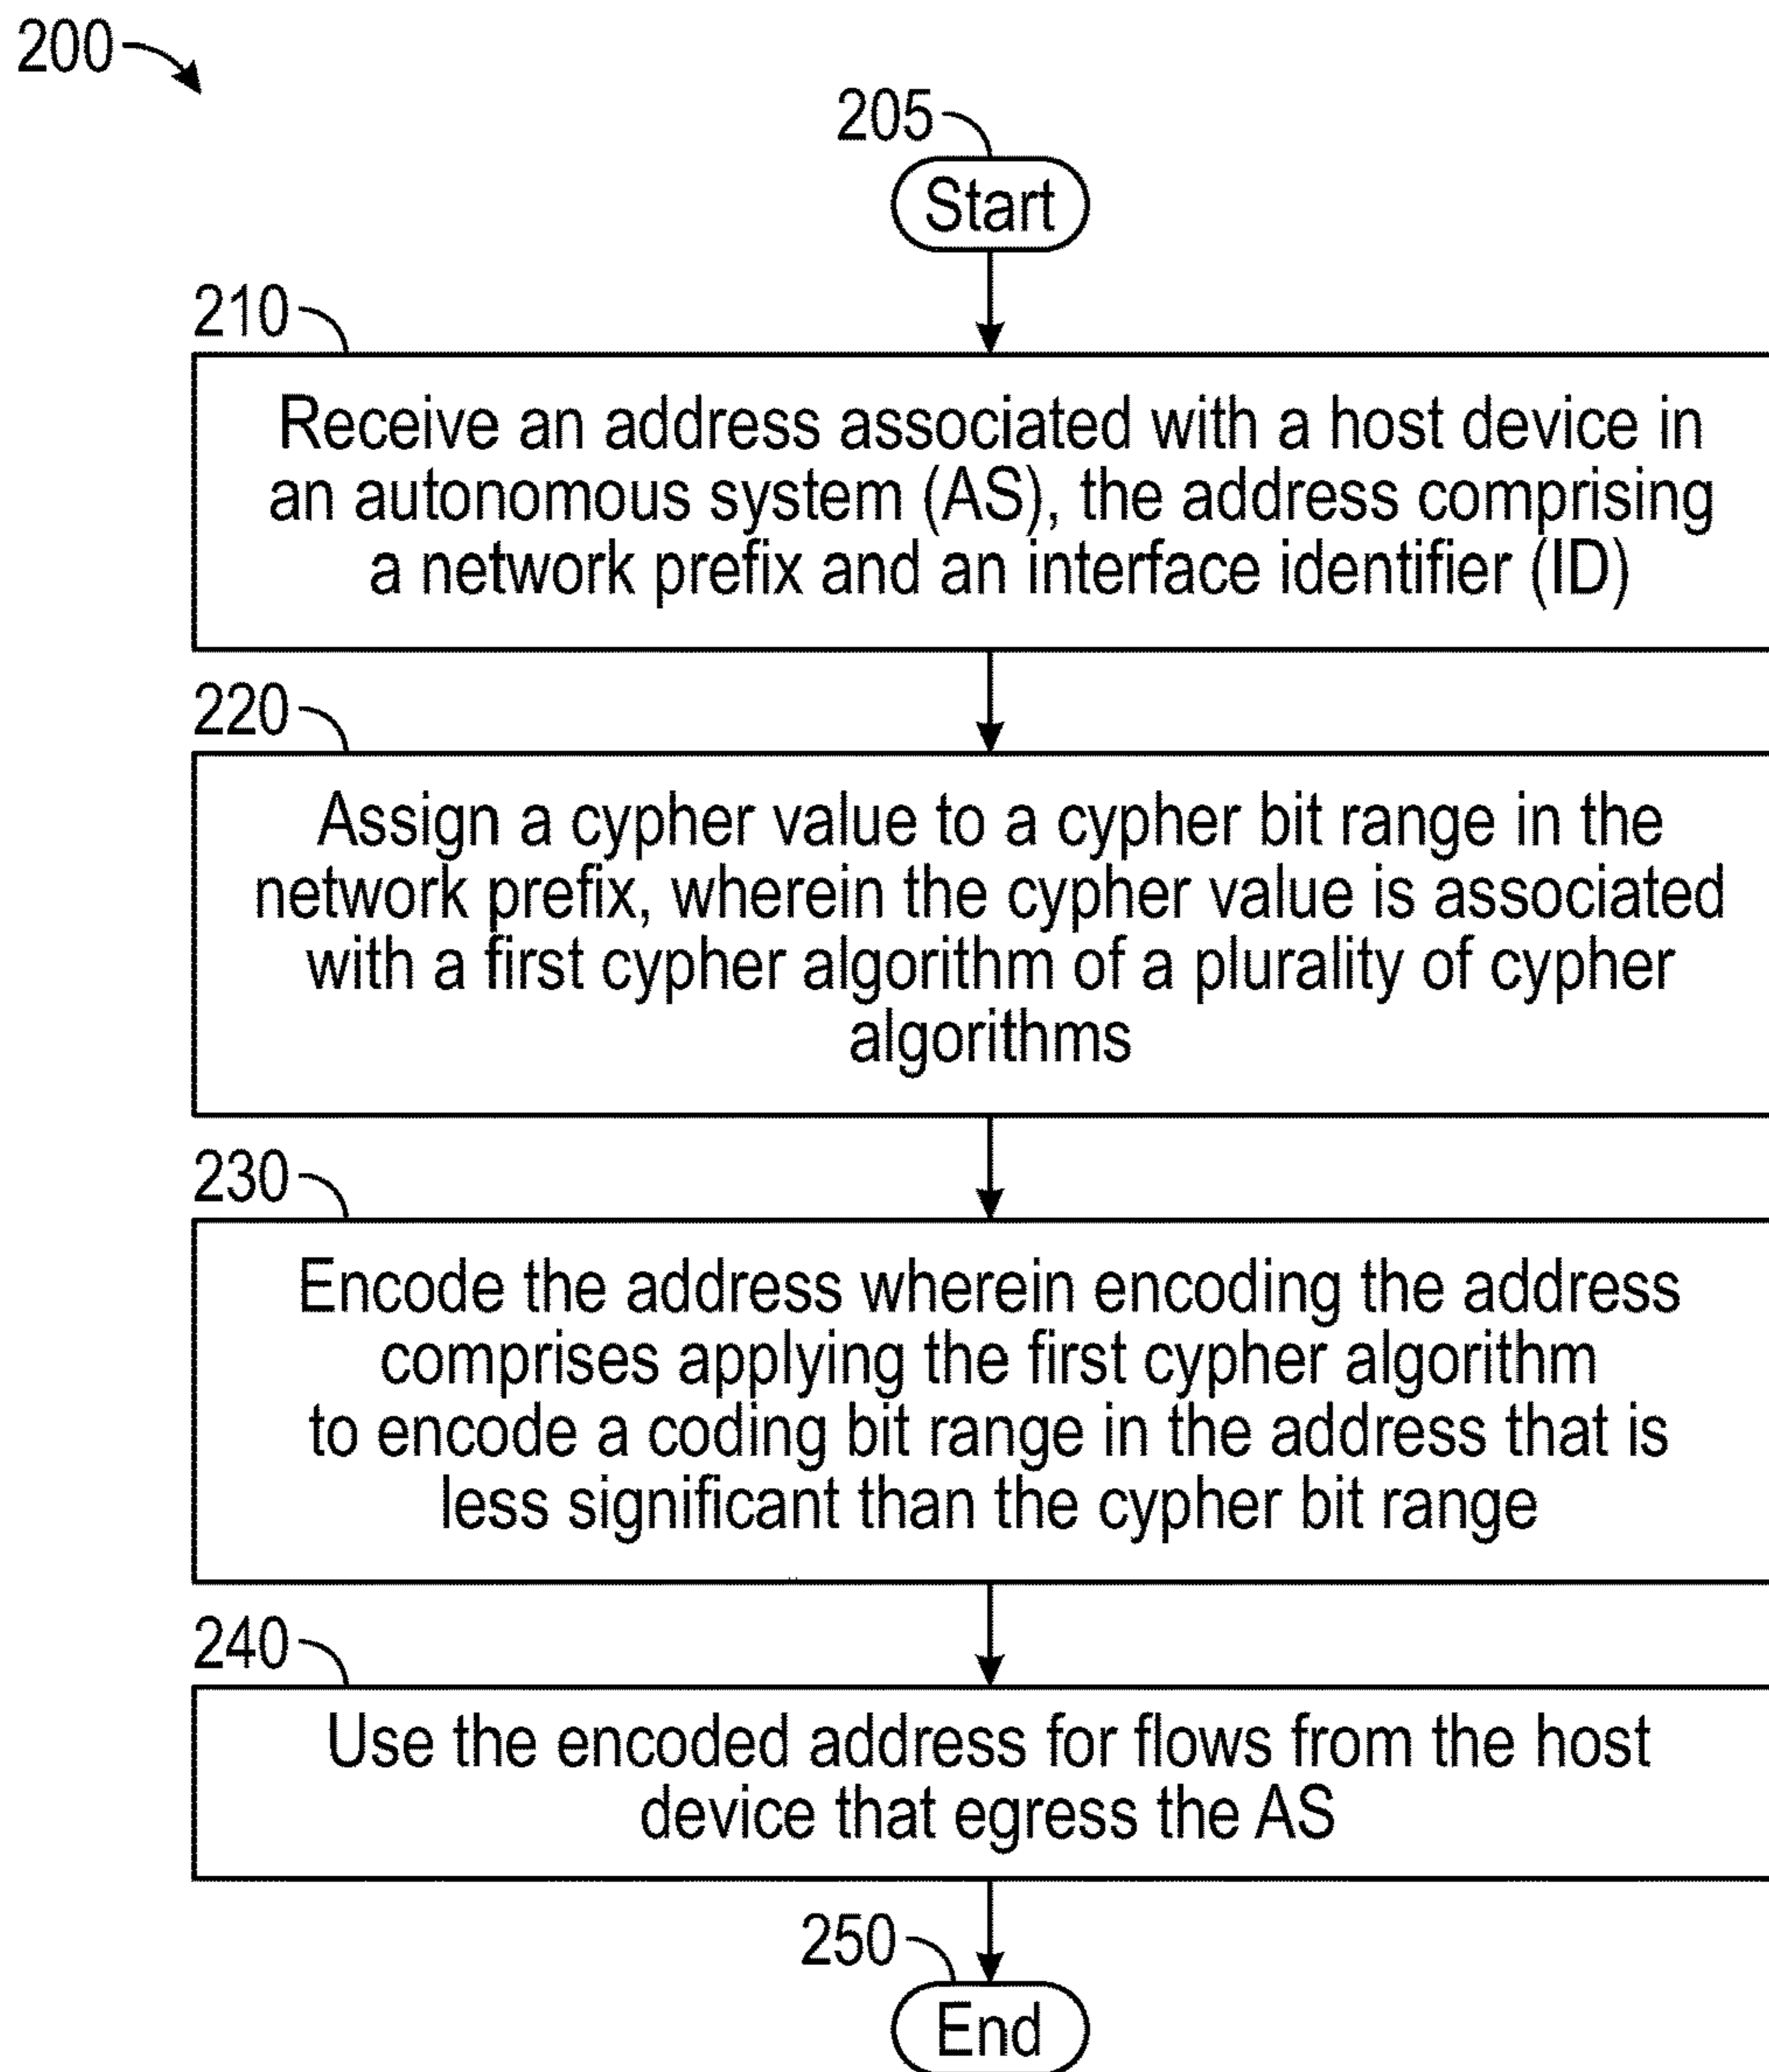 200
205
Start
210
Receive an address associated with a host device in
an autonomous system (AS), the address comprising
a network prefix and an interface identifier (ID)
220
Assign a cypher value to a cypher bit range in the
network prefix, wherein the cypher value is associated
with a first cypher algorithm of a plurality of cypher
algorithms
230
Encode the address wherein encoding the address
comprises applying the first cypher algorithm
to encode a coding bit range in the address that is
less significant than the cypher bit range
240
Use the encoded address for flows from the host
device that egress the AS
250
End